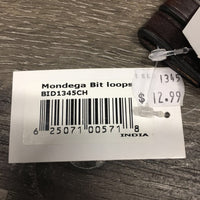 Mondega Bit loops
BID1345CH
1345
$ 12.99
6 25071 00571 8
INDIA